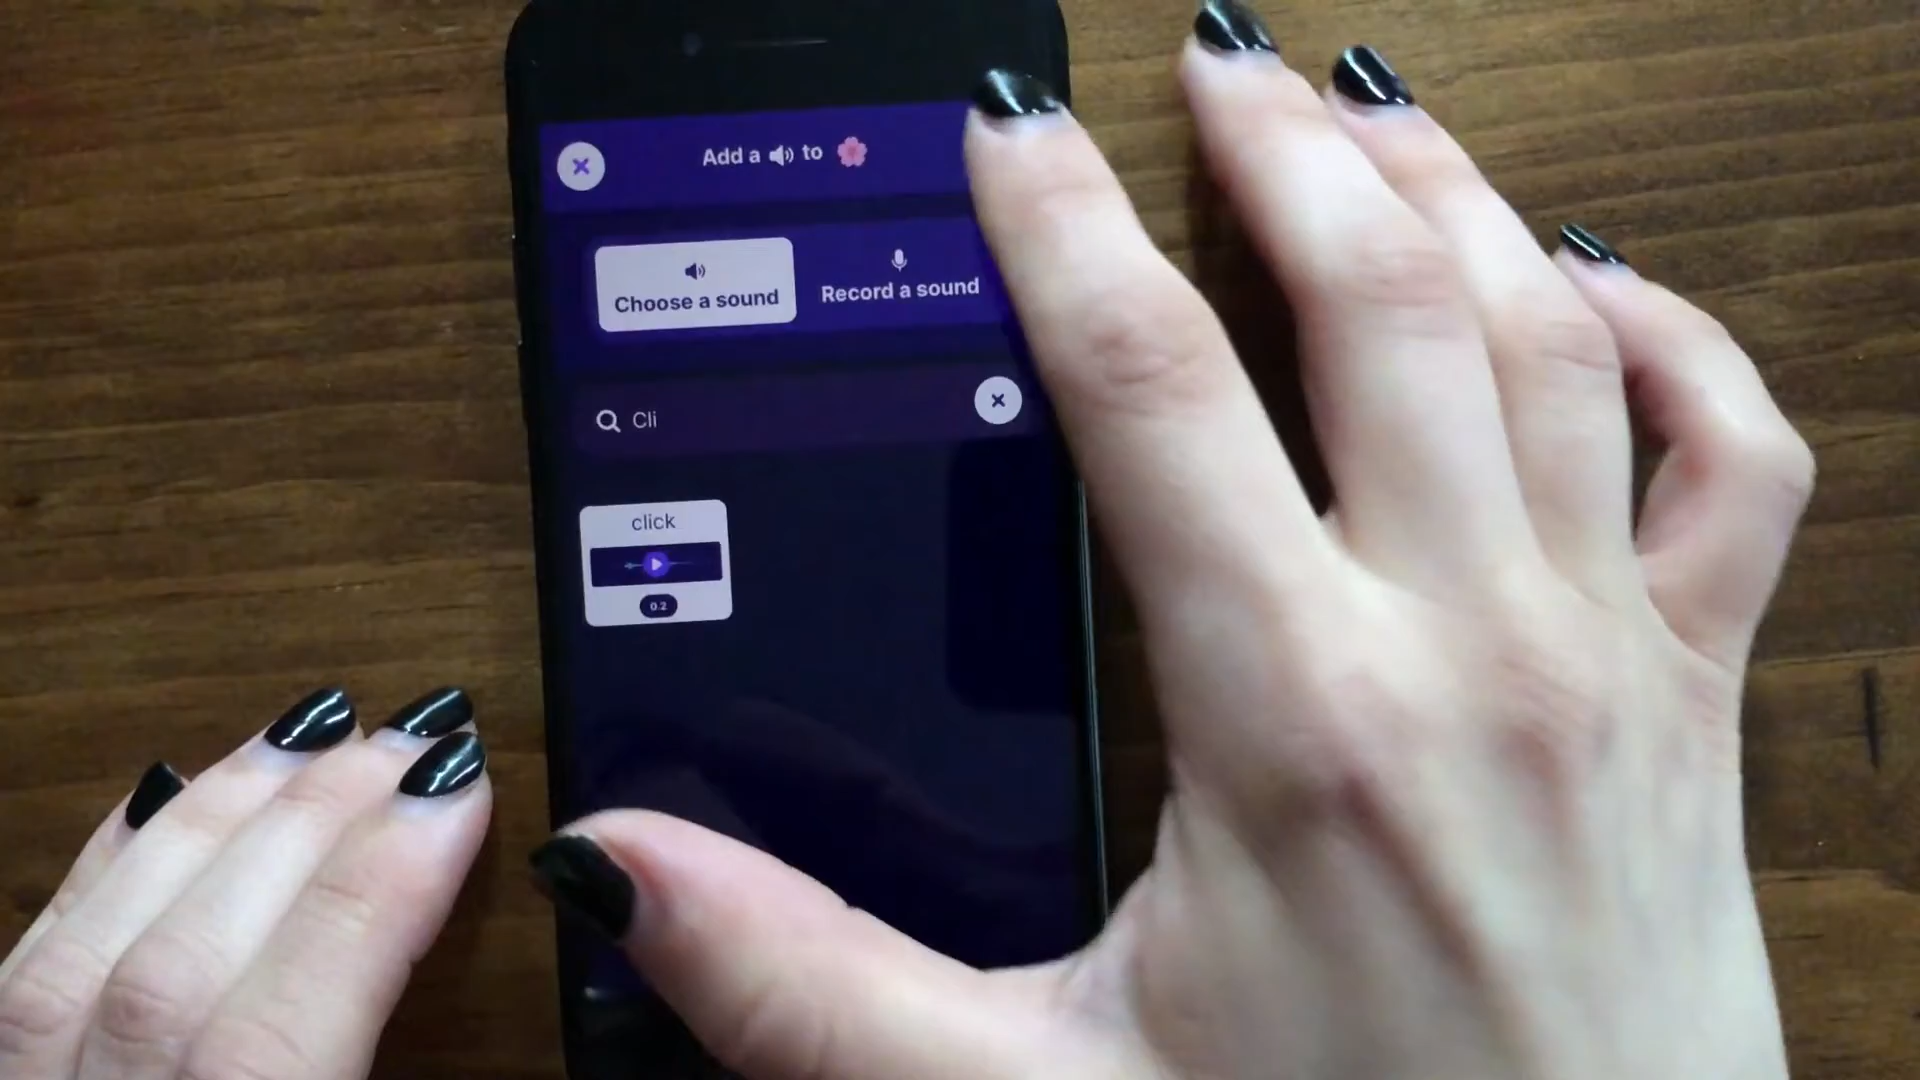 Add a 🔊 to 🌸
Choose a sound
Record a sound
Cli
click
0.2